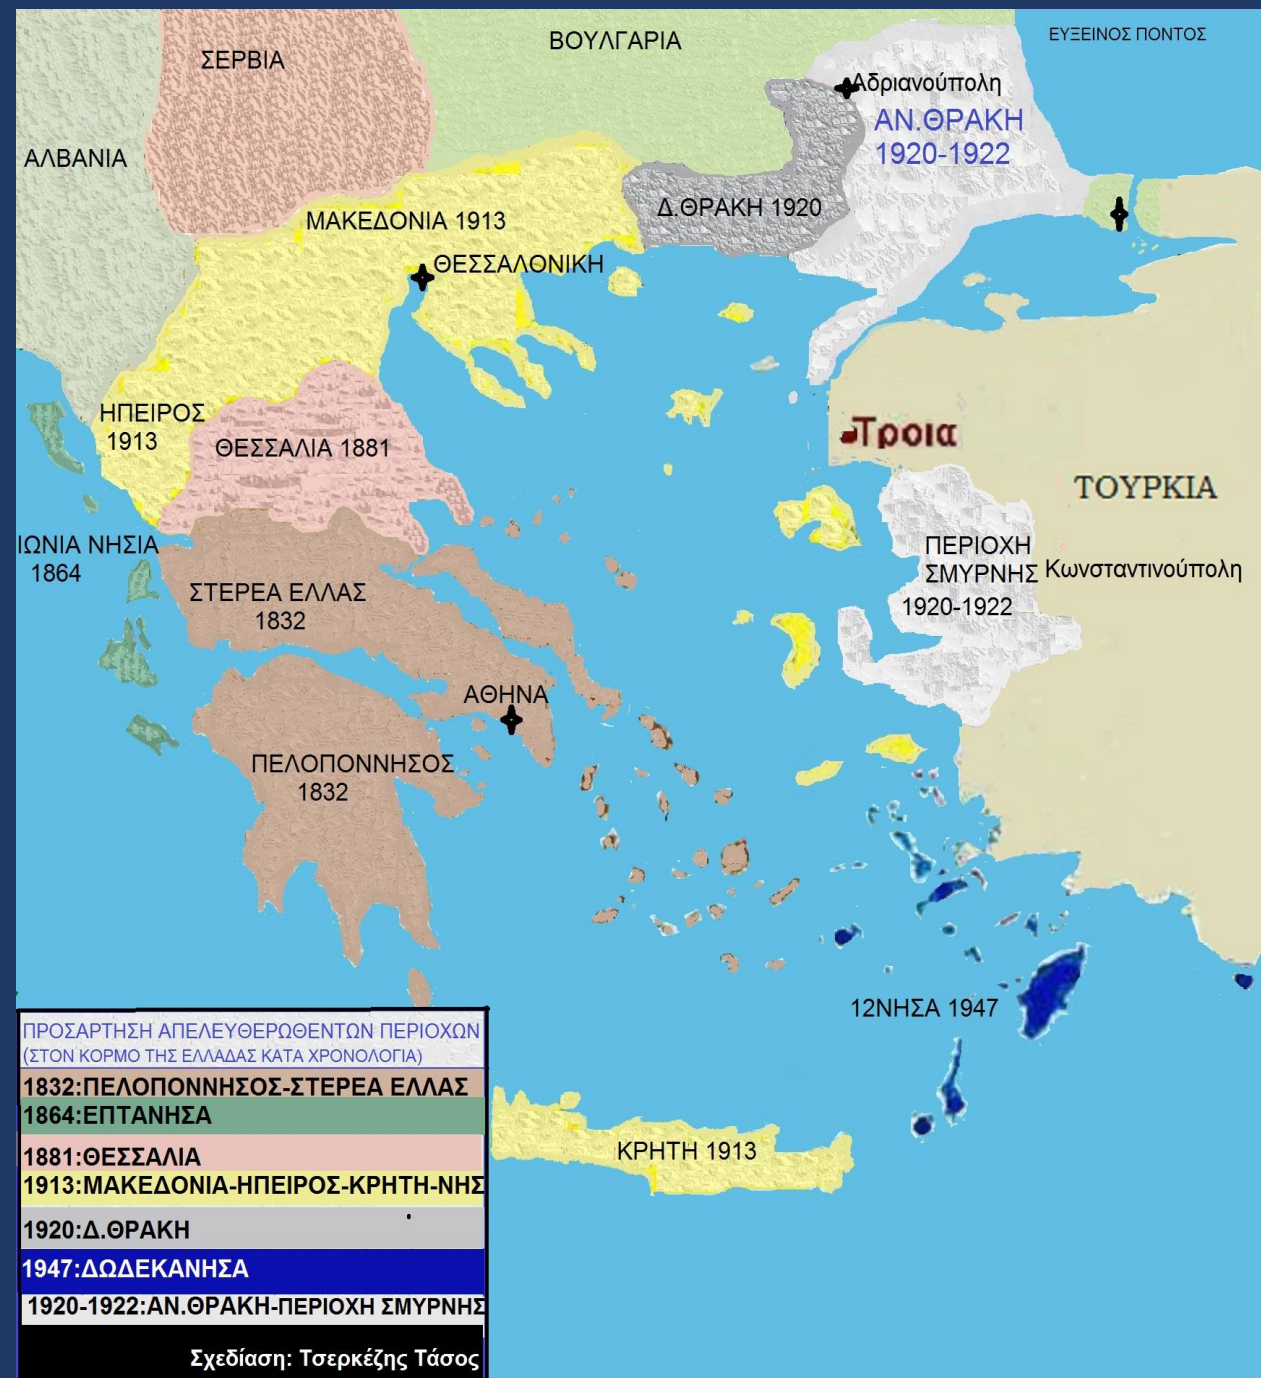 ΕΥΞΕΙΝΟΣ ΠΟΝΤΟΣ
ΒΟΥΛΓΑΡΙΑ
ΣΕΡΒΙΑ
Αδριανούπολη
ΑΝ.ΘΡΑΚΗ
1920-1922
ΑΛΒΑΝΙΑ
Δ.ΘΡΑΚΗ 1920
ΜΑΚΕΔΟΝΙΑ 1913
ΘΕΣΣΑΛΟΝΙΚΗ
ΗΠΕΙΡΟΣ
1913
ΘΕΣΣΑΛΙΑ 1881
Τροια
ΤΟΥΡΚΙΑ
ΙΩΝΙΑ ΝΗΣΙΑ
1864
ΠΕΡΙΟΧΗ
ΣΜΥΡΝΗΣ
1920-1922
Κωνσταντινούπολη
ΣΤΕΡΕΑ ΕΛΛΑΣ
1832
ΑΘΗΝΑ
ΠΕΛΟΠΟΝΝΗΣΟΣ
1832
12ΝΗΣΑ 1947
ΚΡΗΤΗ 1913
ΠΡΟΣΑΡΤΗΣΗ ΑΠΕΛΕΥΘΕΡΩΘΕΝΤΩΝ ΠΕΡΙΟΧΩΝ
(ΣΤΟΝ ΚΟΡΜΟ ΤΗΣ ΕΛΛΑΔΑΣ ΚΑΤΑ ΧΡΟΝΟΛΟΓΙΑ)
1832:ΠΕΛΟΠΟΝΝΗΣΟΣ-ΣΤΕΡΕΑ ΕΛΛΑΣ
1864:ΕΠΤΑΝΗΣΑ
1881:ΘΕΣΣΑΛΙΑ
1913:ΜΑΚΕΔΟΝΙΑ-ΗΠΕΙΡΟΣ-ΚΡΗΤΗ-ΝΗΣ
1920:Δ.ΘΡΑΚΗ
1947:ΔΩΔΕΚΑΝΗΣΑ
1920-1922:ΑΝ.ΘΡΑΚΗ-ΠΕΡΙΟΧΗ ΣΜΥΡΝΗΣ
Σχεδίαση: Τσερκέζης Τάσος